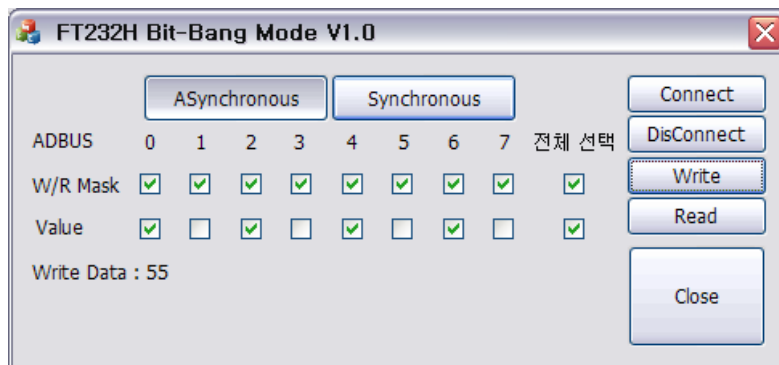 FT232H Bit-Bang Mode V1.0
ASynchronous Synchronous Connect
ADBUS 0 1 2 3 4 5 6 7 전체 선택 DisConnect
W/R Mask Write
Value Read
Write Data : 55
Close